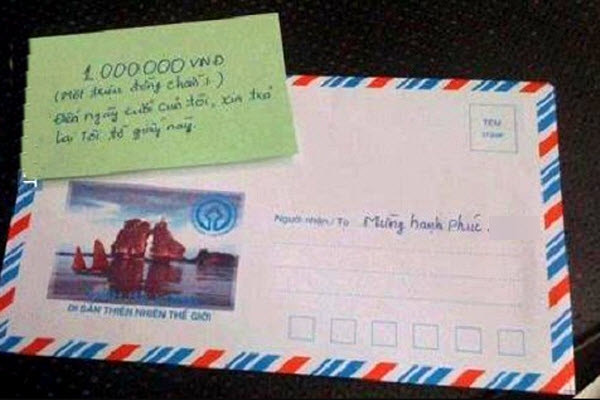 1 000.000 VNĐ
(Một triệu đồng chẵn!)
Đến ngày cưới của tôi, xin trả
lại tôi tờ giấy này.
TEM
STAMP
Người nhận / To Mừng hạnh phúc.
DI SẢN THIÊN NHIÊN THẾ GIỚI